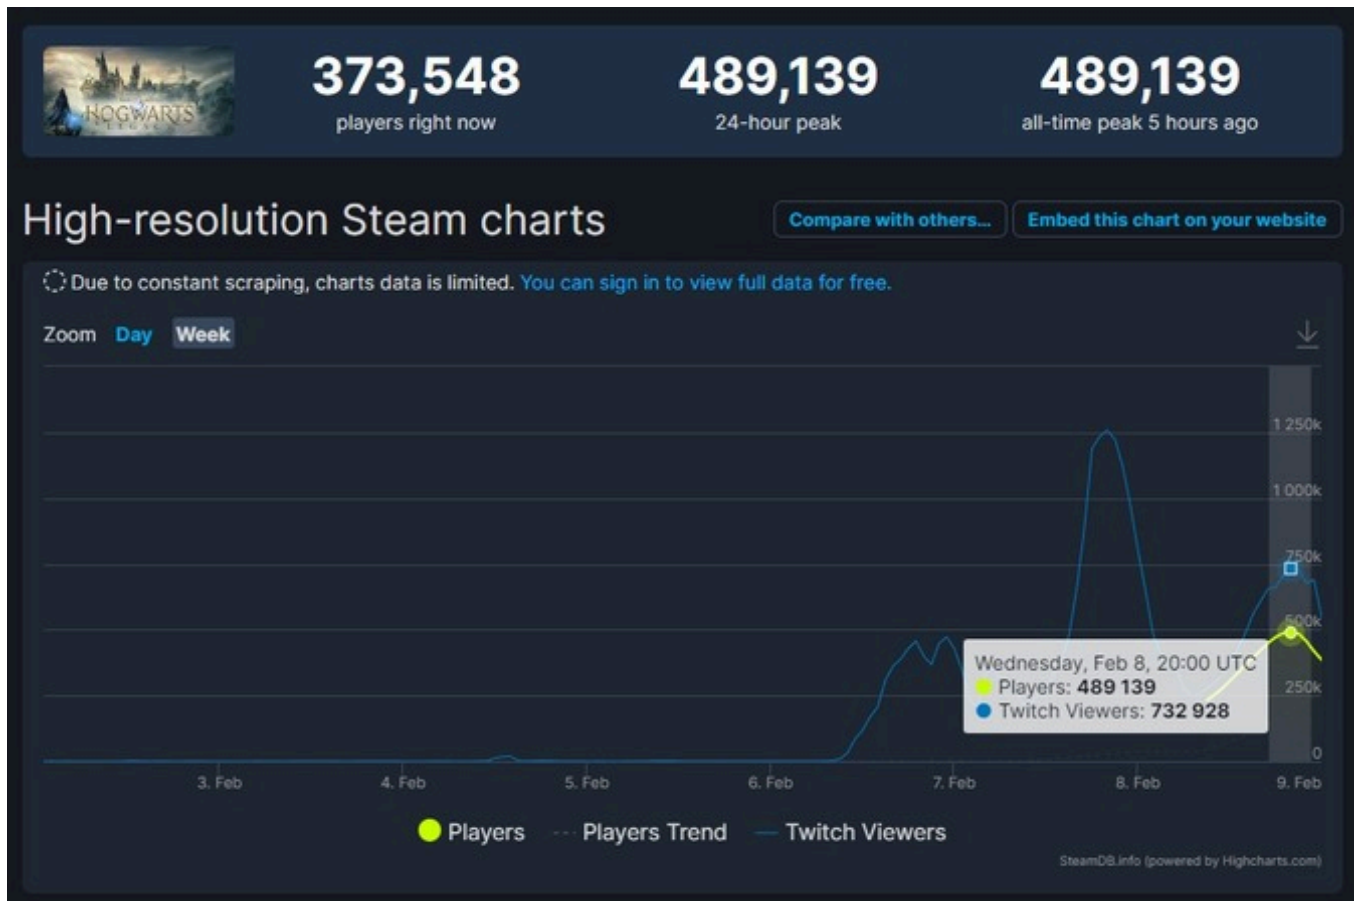 HOGWARTS
LEGACY
373,548
players right now
489,139
24-hour peak
489,139
all-time peak 5 hours ago
High-resolution Steam charts
Compare with others...
Embed this chart on your website
Due to constant scraping, charts data is limited. You can sign in to view full data for free.
Zoom Day Week
1 250k
1 000k
750k
500k
250k
0
Wednesday, Feb 8, 20:00 UTC
Players: 489 139
Twitch Viewers: 732 928
3. Feb 4. Feb 5. Feb 6. Feb 7. Feb 8. Feb 9. Feb
Players Players Trend Twitch Viewers
SteamDB.info (powered by Highcharts.com)